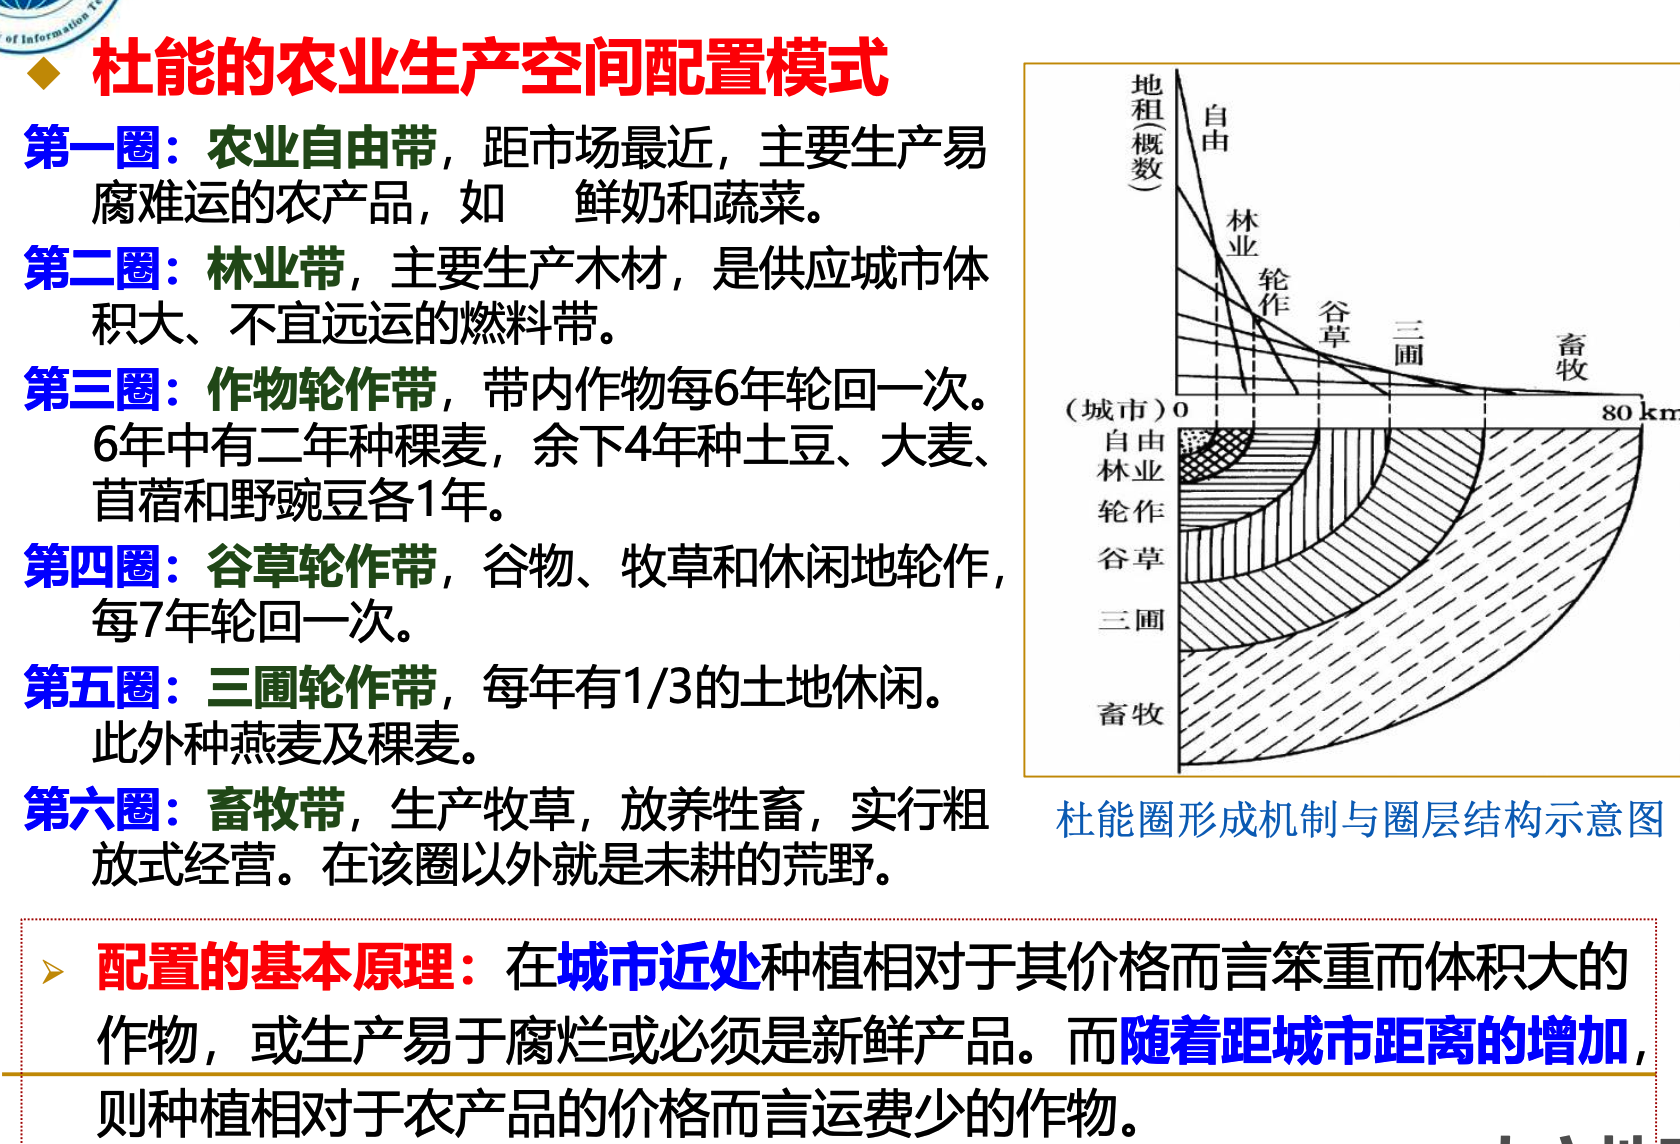 of Information Te
杜能的农业生产空间配置模式
第一圈：农业自由带，距市场最近，主要生产易
腐难运的农产品，如 鲜奶和蔬菜。
第二圈：林业带，主要生产木材，是供应城市体
积大、不宜远运的燃料带。
第三圈：作物轮作带，带内作物每6年轮回一次。
6年中有二年种稞麦，余下4年种土豆、大麦、
苜蓿和野豌豆各1年。
第四圈：谷草轮作带，谷物、牧草和休闲地轮作，
每7年轮回一次。
第五圈：三圃轮作带，每年有1/3的土地休闲。
此外种燕麦及稞麦。
第六圈：畜牧带，生产牧草，放养牲畜，实行粗
放式经营。在该圈以外就是未耕的荒野。
地租(概数)
自由
林业
轮作
谷草
三圃
畜牧
(城市) 0
80 km
自由
林业
轮作
谷草
三圃
畜牧
杜能圈形成机制与圈层结构示意图
配置的基本原理：在城市近处种植相对于其价格而言笨重而体积大的
作物，或生产易于腐烂或必须是新鲜产品。而随着距城市距离的增加，
则种植相对于农产品的价格而言运费少的作物。